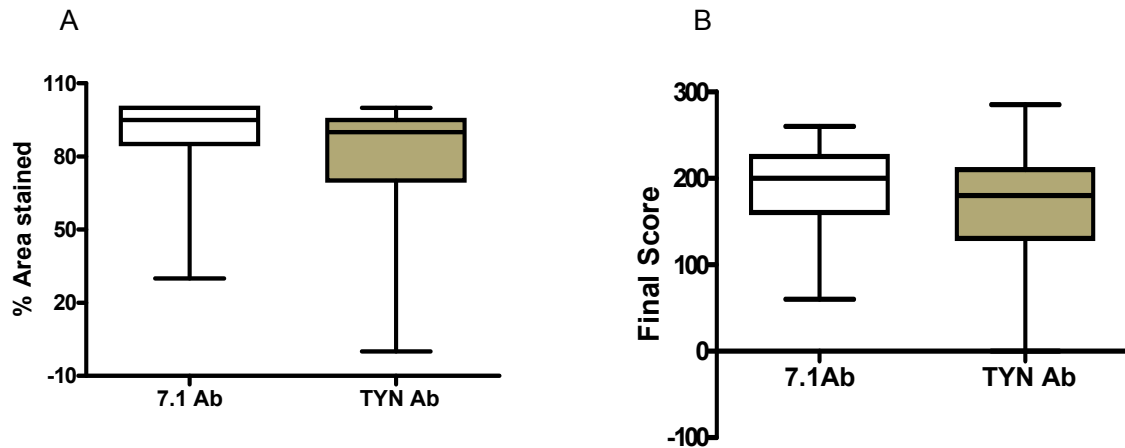 A
110
80
50
20
-10
% Area stained
7.1 Ab
TYN Ab
B
300
200
100
0
-100
Final Score
7.1Ab
TYN Ab